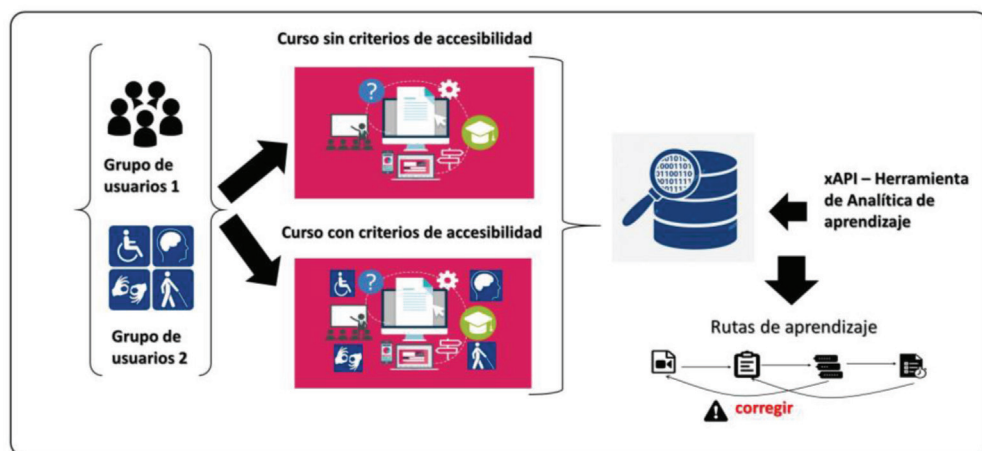 Curso sin criterios de accesibilidad
Grupo de
usuarios 1
Curso con criterios de accesibilidad
Grupo de
usuarios 2
xAPI – Herramienta
de Analítica de
aprendizaje
Rutas de aprendizaje
corregir